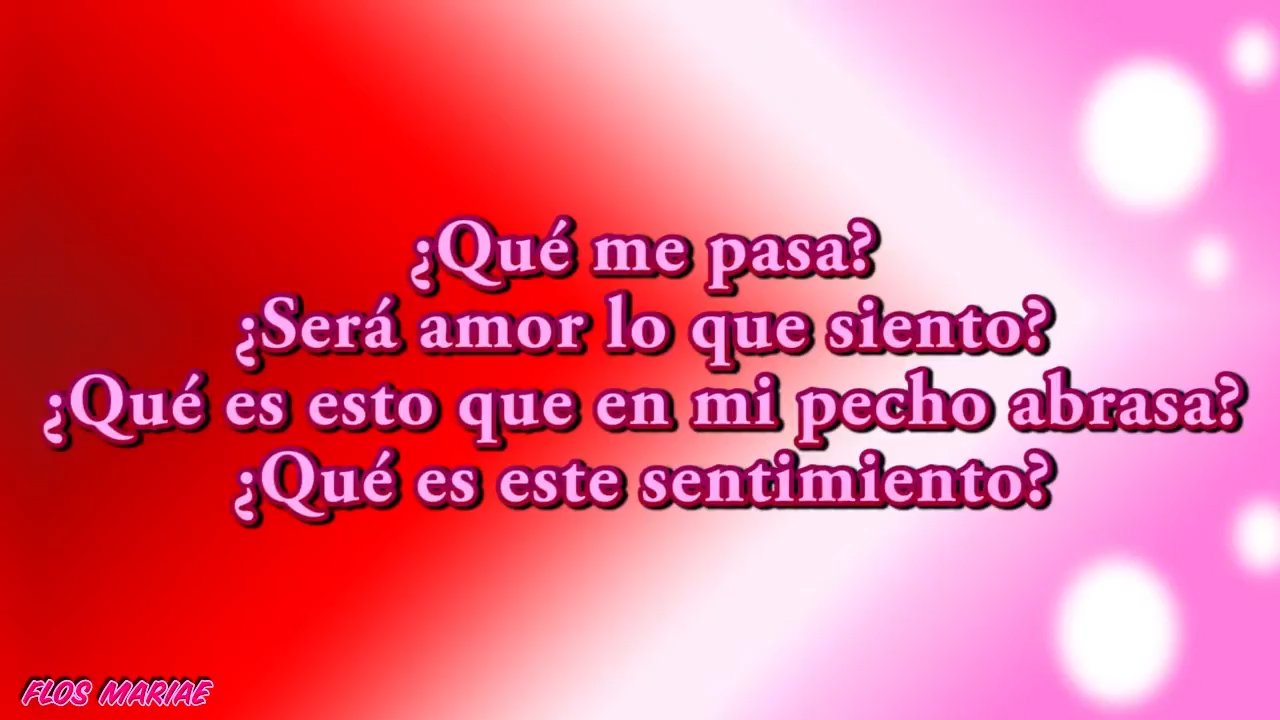 ¿Qué me pasa?
¿Será amor lo que siento?
¿Qué es esto que en mi pecho abrasa?
¿Qué es este sentimiento?
FLOS MARIAE